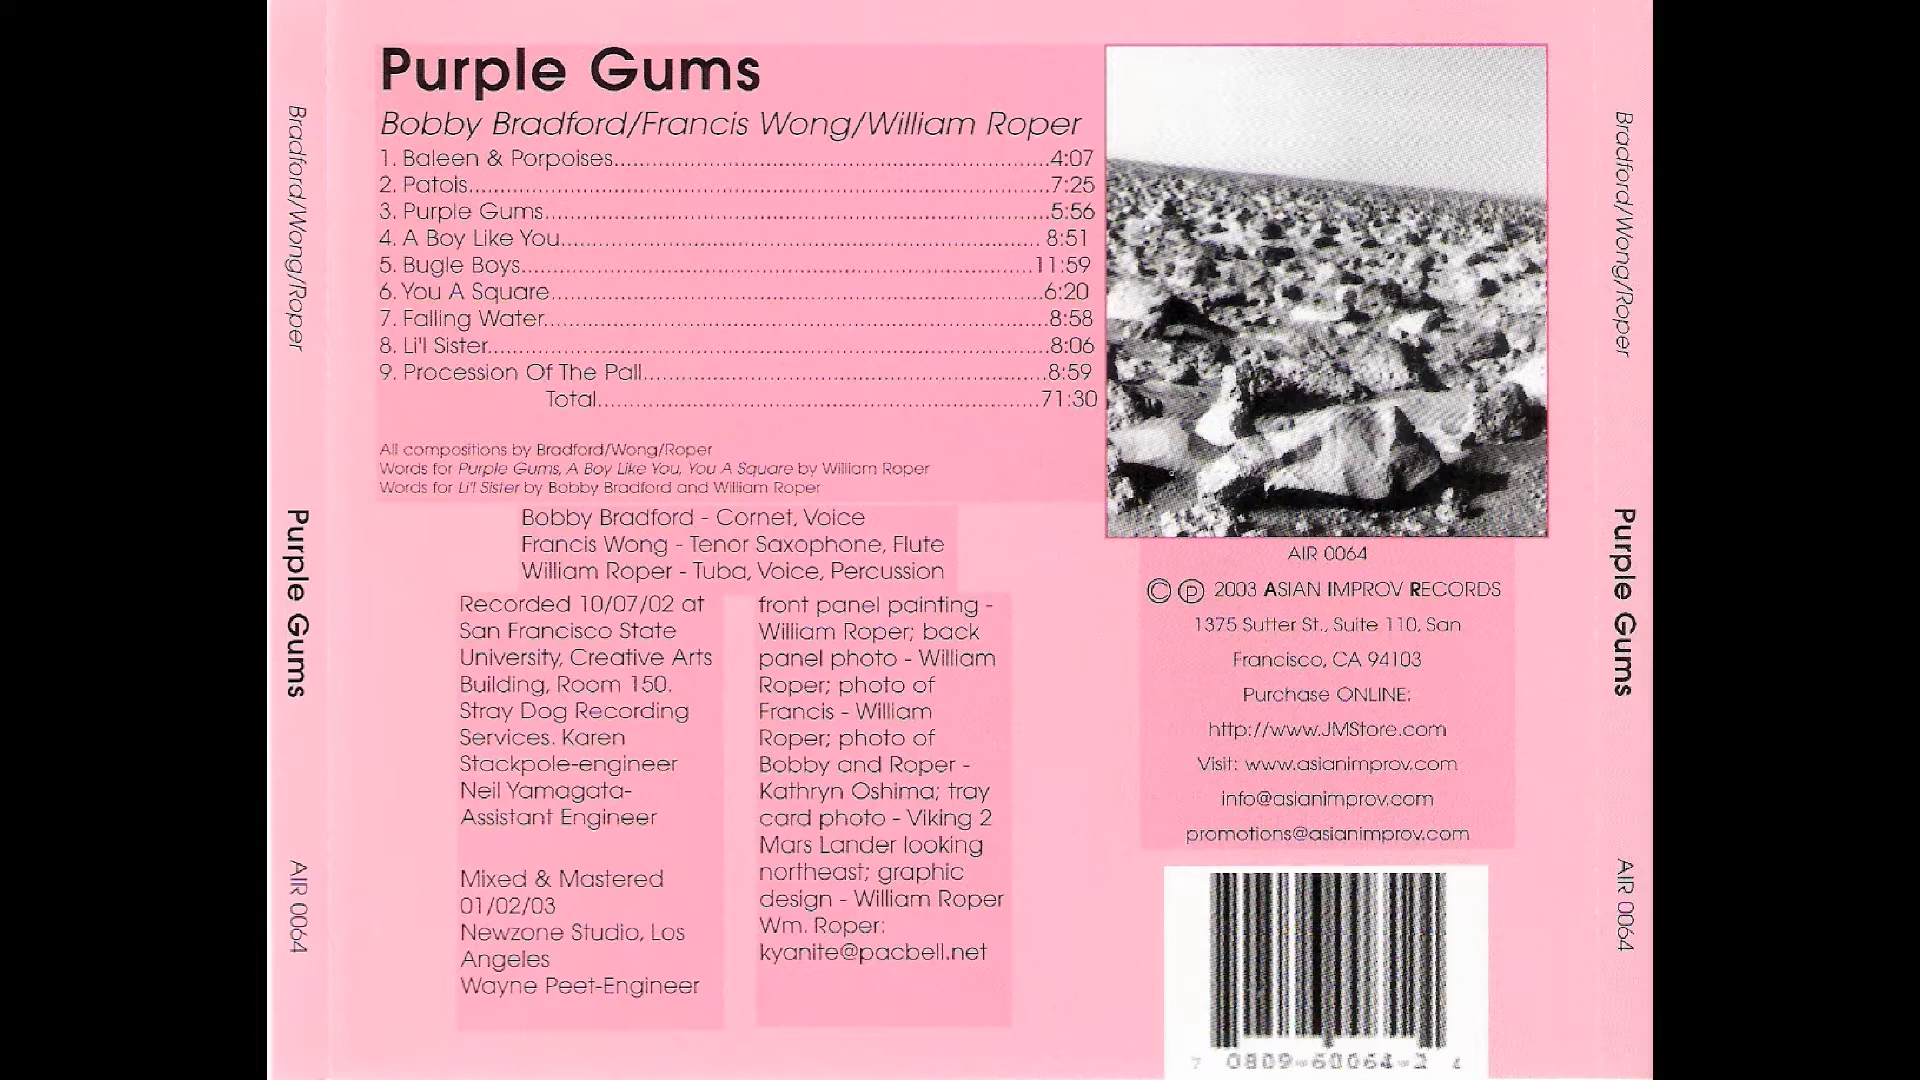 Purple Gums
Bobby Bradford/Francis Wong/William Roper
1. Baleen & Porpoises......................................................................4:07
2. Patois.............................................................................................7:25
3. Purple Gums.................................................................................5:56
4. A Boy Like You............................................................................. 8:51
5. Bugle Boys..................................................................................11:59
6. You A Square...............................................................................6:20
7. Falling Water.................................................................................8:58
8. Li'l Sister..........................................................................................8:06
9. Procession Of The Pall.................................................................8:59
Total.......................................................................71:30
All compositions by Bradford/Wong/Roper
Words for Purple Gums, A Boy Like You, You A Square by William Roper
Words for Li'l Sister by Bobby Bradford and William Roper
Bobby Bradford - Cornet, Voice
Francis Wong - Tenor Saxophone, Flute
William Roper - Tuba, Voice, Percussion
Recorded 10/07/02 at
San Francisco State
University, Creative Arts
Building, Room 150.
Stray Dog Recording
Services. Karen
Stackpole-engineer
Neil Yamagata-
Assistant Engineer
Mixed & Mastered
01/02/03
Newzone Studio, Los
Angeles
Wayne Peet-Engineer
front panel painting -
William Roper; back
panel photo - William
Roper; photo of
Francis - William
Roper; photo of
Bobby and Roper -
Kathryn Oshima; tray
card photo - Viking 2
Mars Lander looking
northeast; graphic
design - William Roper
Wm. Roper:
kyanite@pacbell.net
AIR 0064
© ℗ 2003 ASIAN IMPROV RECORDS
1375 Sutter St., Suite 110, San
Francisco, CA 94103
Purchase ONLINE:
http://www.JMStore.com
Visit: www.asianimprov.com
info@asianimprov.com
promotions@asianimprov.com
7 0809-60064-2 4
Bradford/Wong/Roper
Purple Gums
AIR 0064
Bradford/Wong/Roper
Purple Gums
AIR 0064